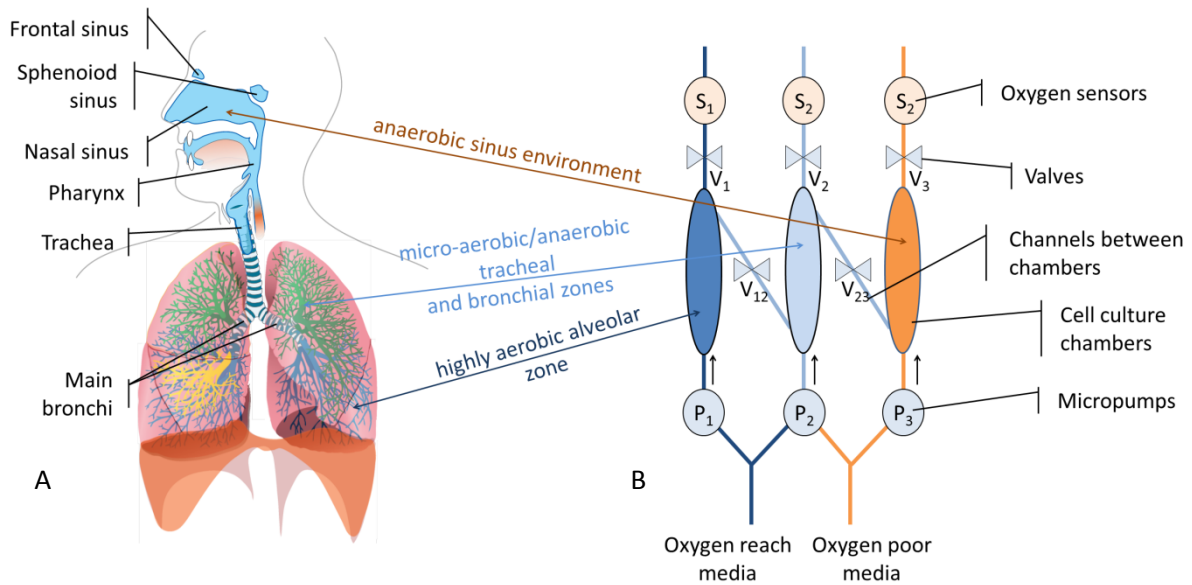 Frontal sinus
Sphenoiod
sinus
Nasal sinus
Pharynx
Trachea
Main
bronchi
A
anaerobic sinus environment
micro-aerobic/anaerobic
tracheal
and bronchial zones
highly aerobic alveolar
zone
S1
S2
S2
Oxygen sensors
V1
V2
V3
Valves
V12
V23
Channels between
chambers
Cell culture
chambers
P1
P2
P3
Micropumps
B
Oxygen reach
media
Oxygen poor
media